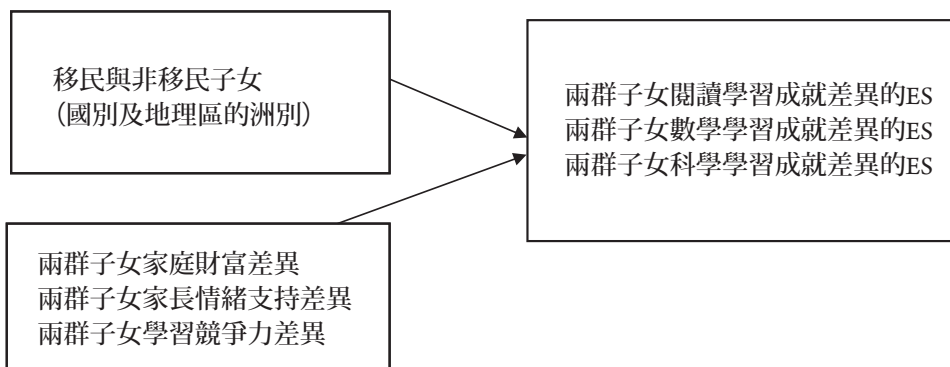 移民與非移民子女
（國別及地理區的洲別）
兩群子女閱讀學習成就差異的ES
兩群子女數學學習成就差異的ES
兩群子女科學學習成就差異的ES
兩群子女家庭財富差異
兩群子女家長情緒支持差異
兩群子女學習競爭力差異